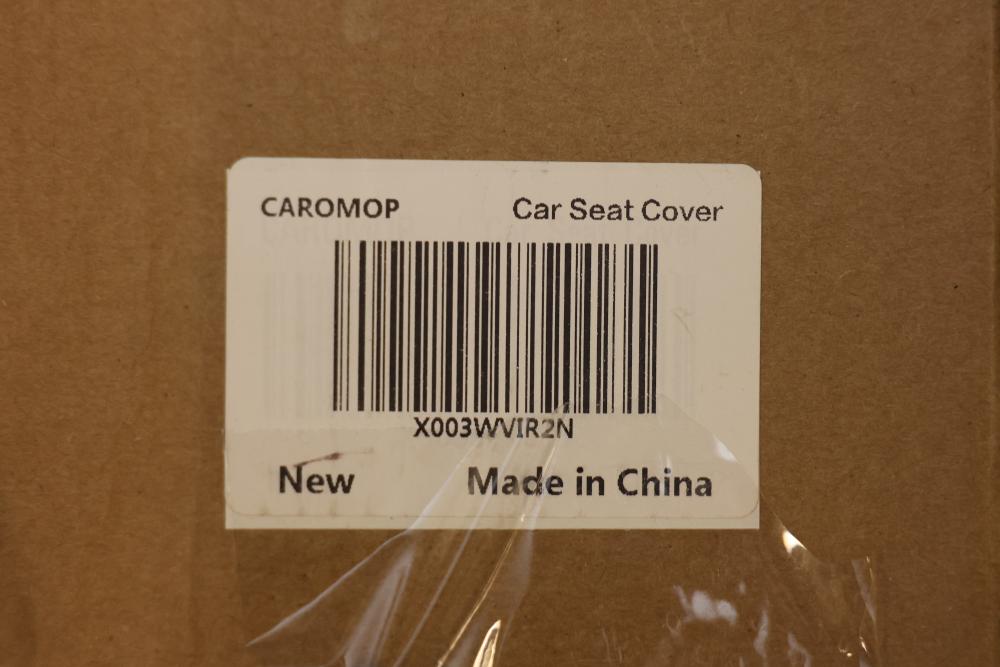 CAROMOP Car Seat Cover
X003WVIR2N
New Made in China